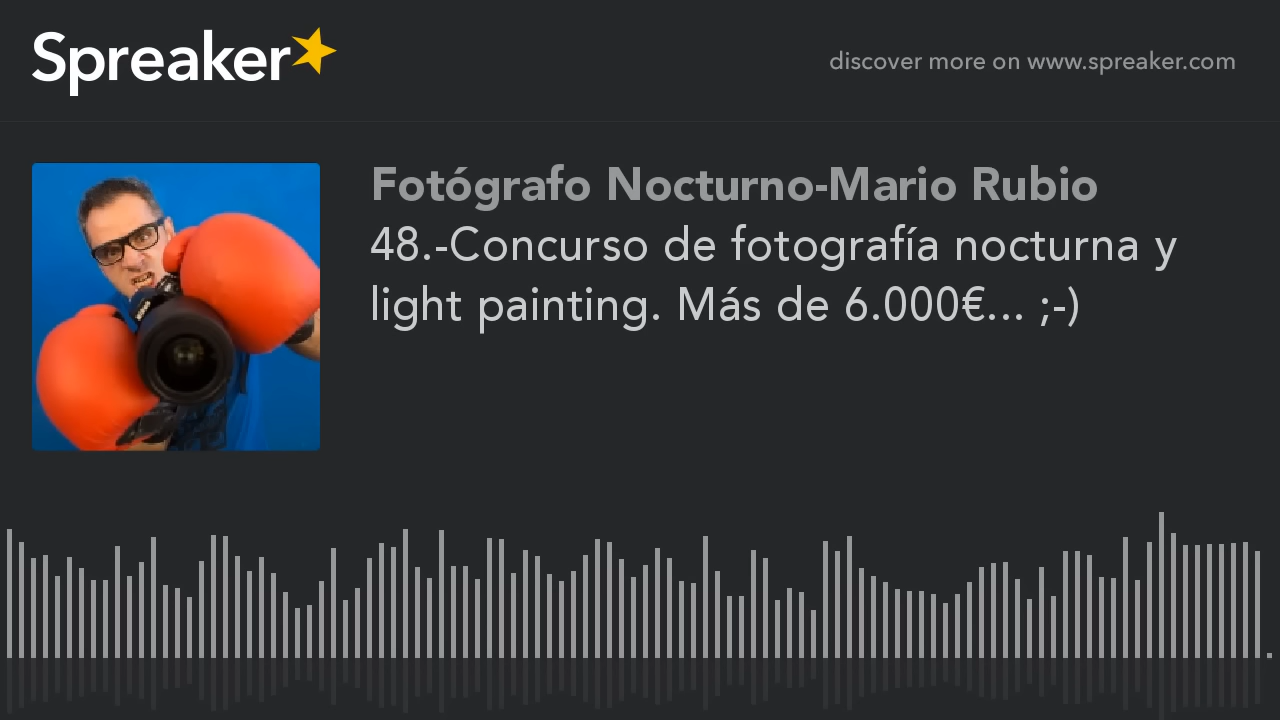 Spreaker
discover more on www.spreaker.com
Fotógrafo Nocturno-Mario Rubio
48.-Concurso de fotografía nocturna y
light painting. Más de 6.000€... ;-)